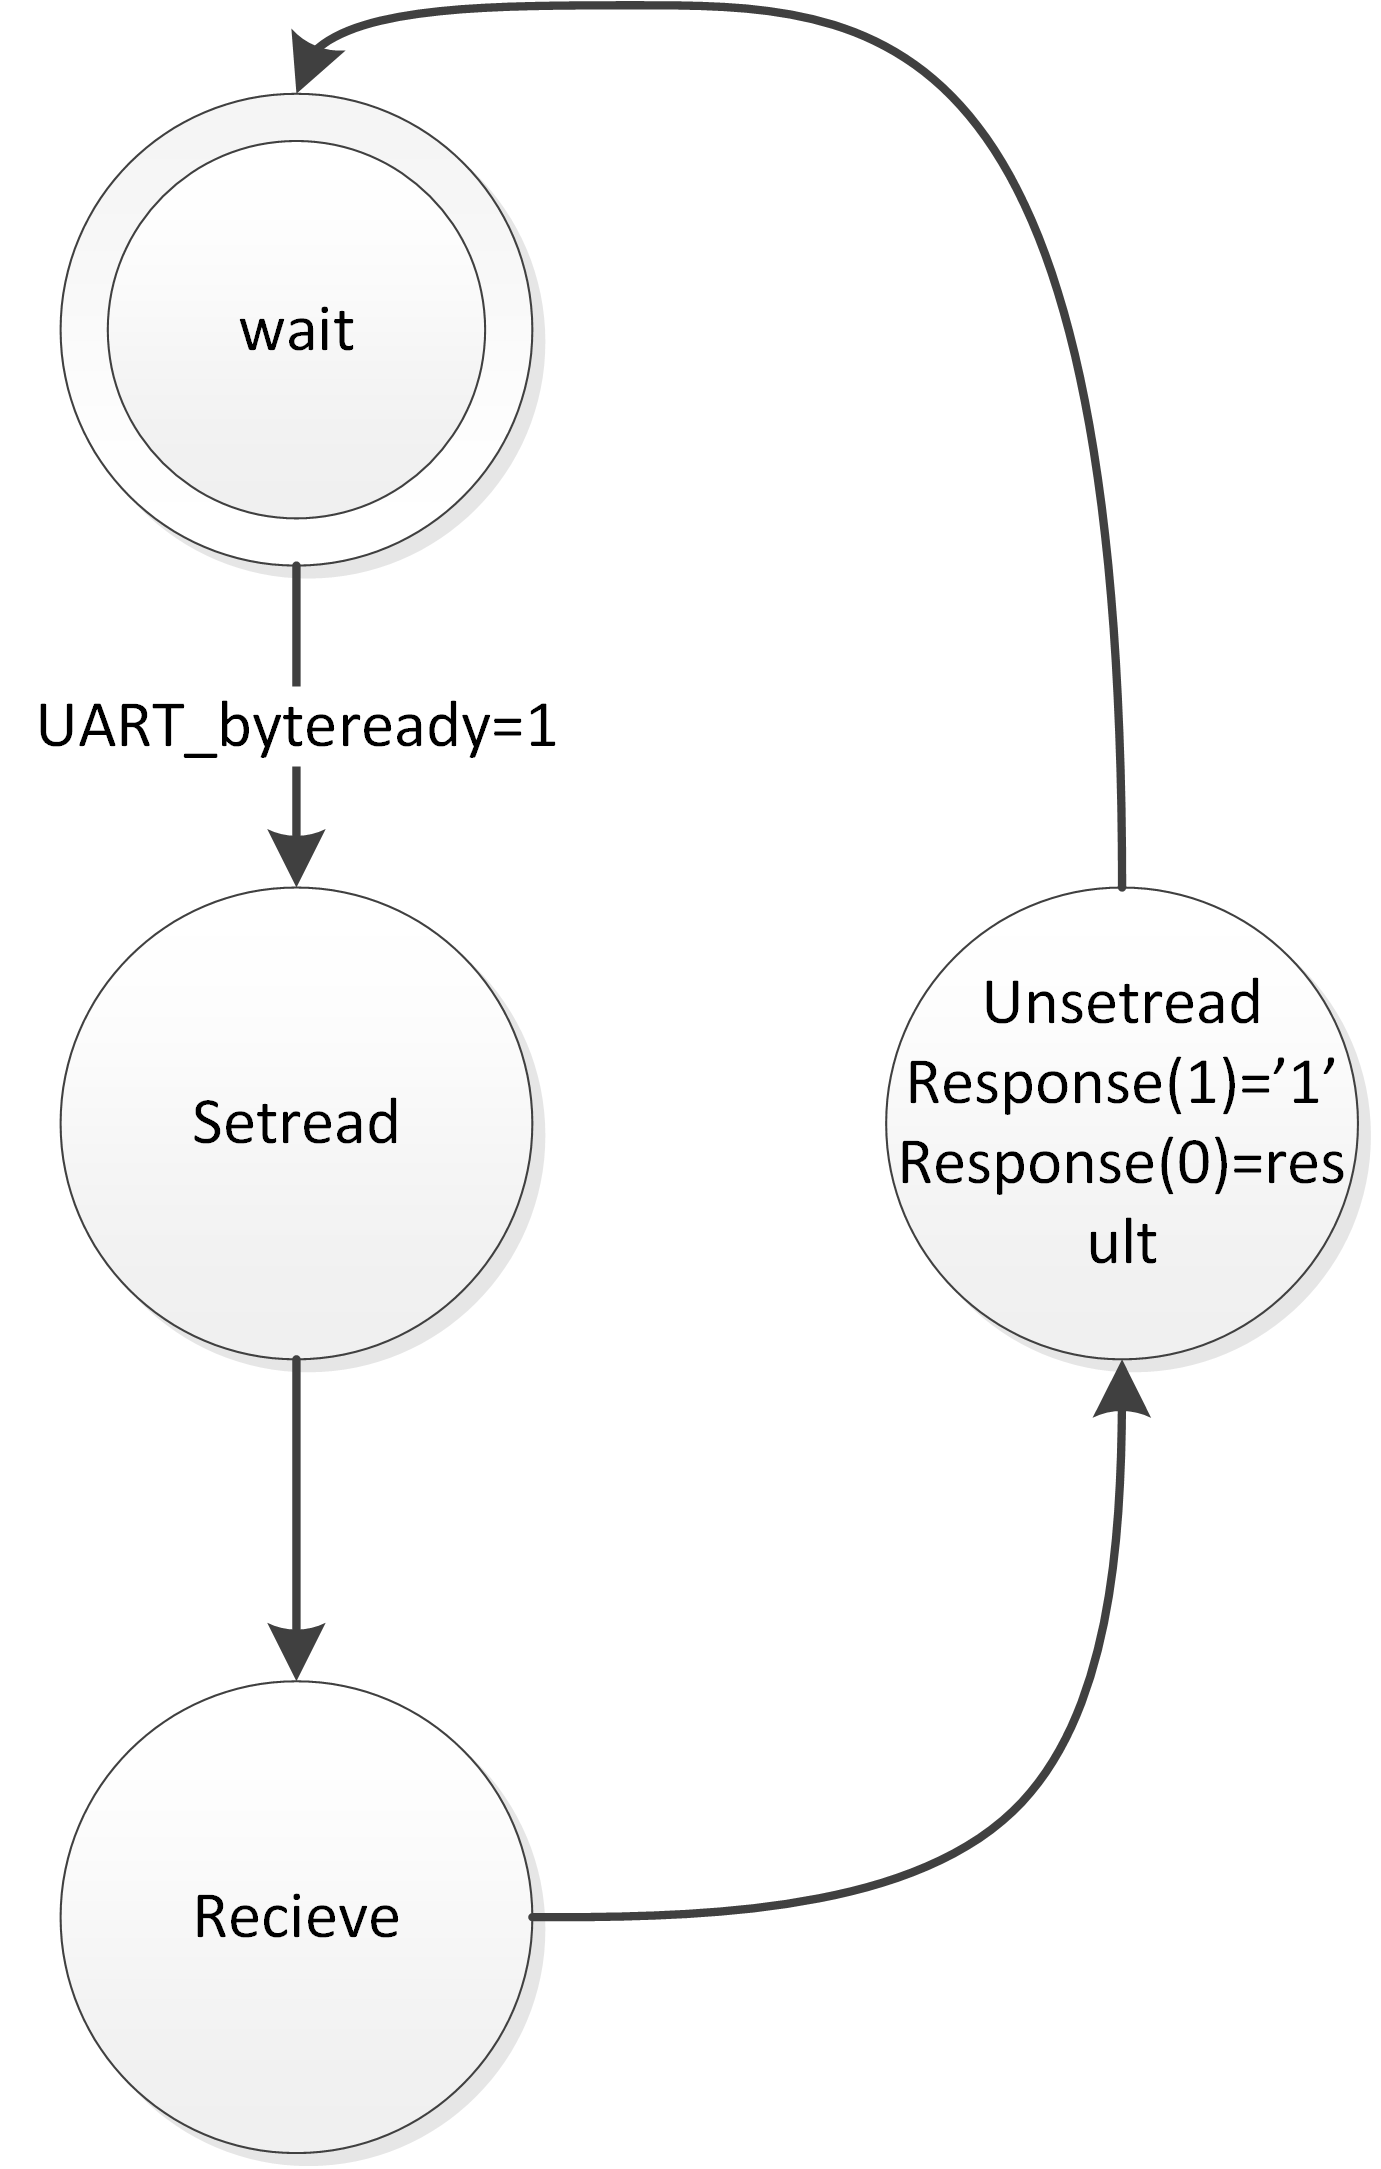 wait
UART_byteready=1
Setread
Unsetread
Response(1)=’1’
Response(0)=res
ult
Recieve